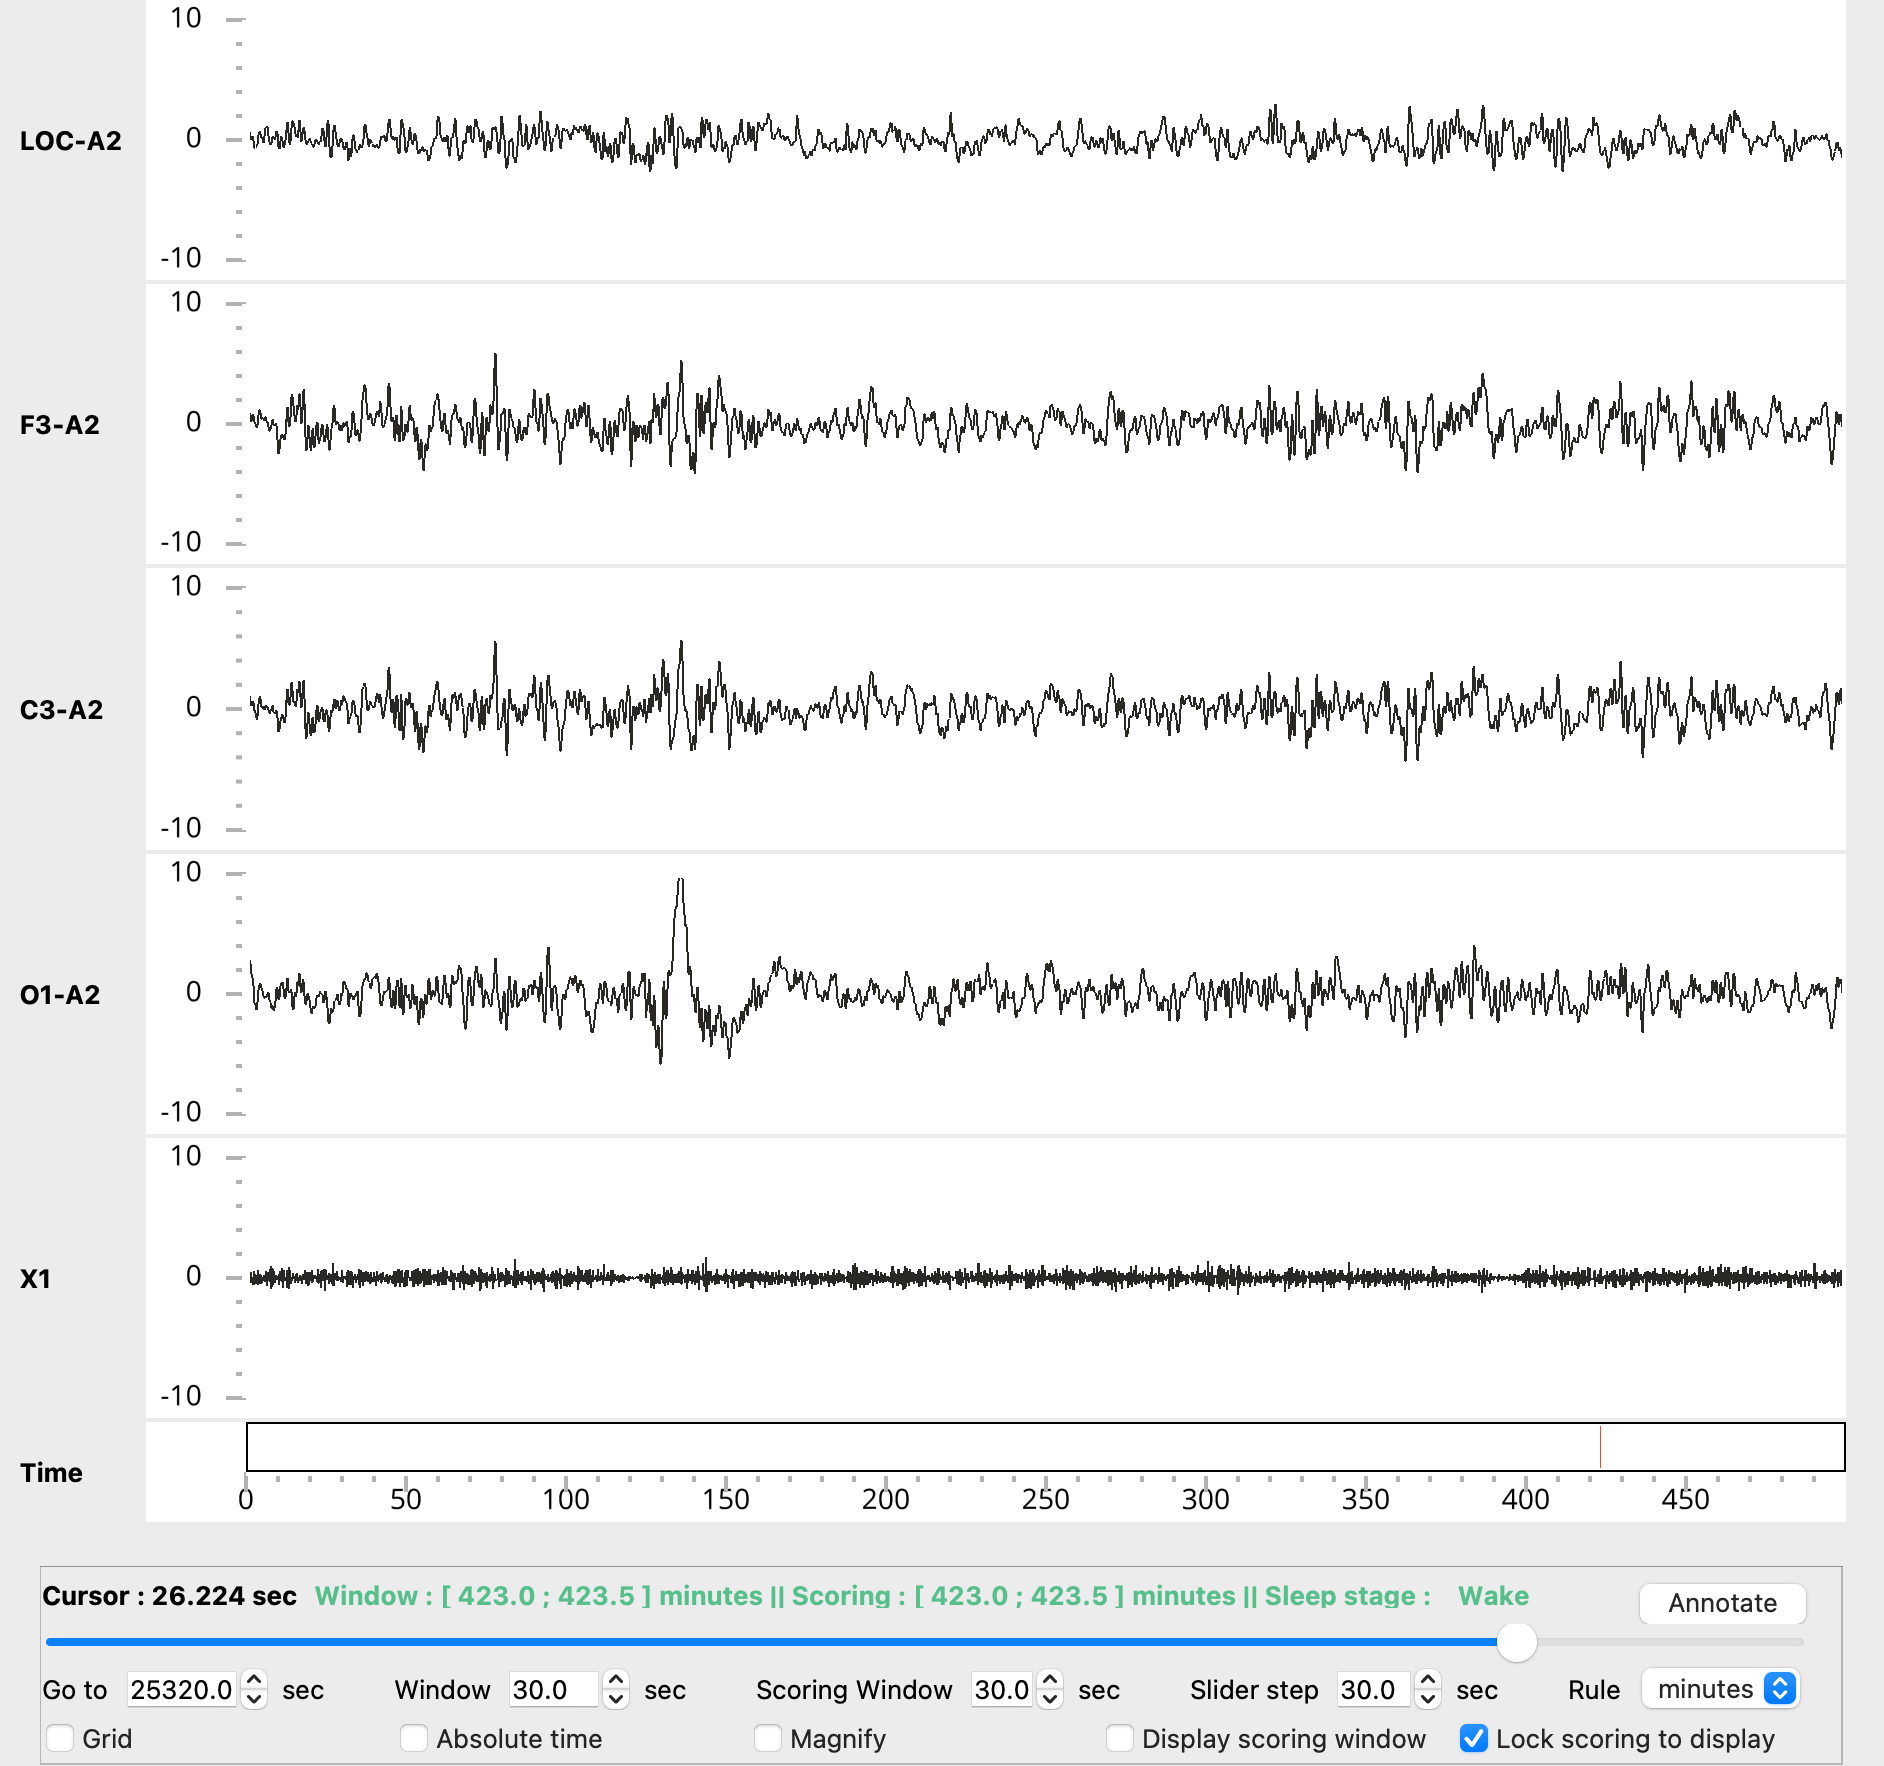 10
LOC-A2 0
-10
10
F3-A2 0
-10
10
C3-A2 0
-10
10
O1-A2 0
-10
10
X1 0
-10
Time
0 50 100 150 200 250 300 350 400 450
Cursor : 26.224 sec Window : [ 423.0 ; 423.5 ] minutes || Scoring : [ 423.0 ; 423.5 ] minutes || Sleep stage : Wake Annotate
Go to 25320.0 sec Window 30.0 sec Scoring Window 30.0 sec Slider step 30.0 sec Rule minutes
Grid Absolute time Magnify Display scoring window Lock scoring to display